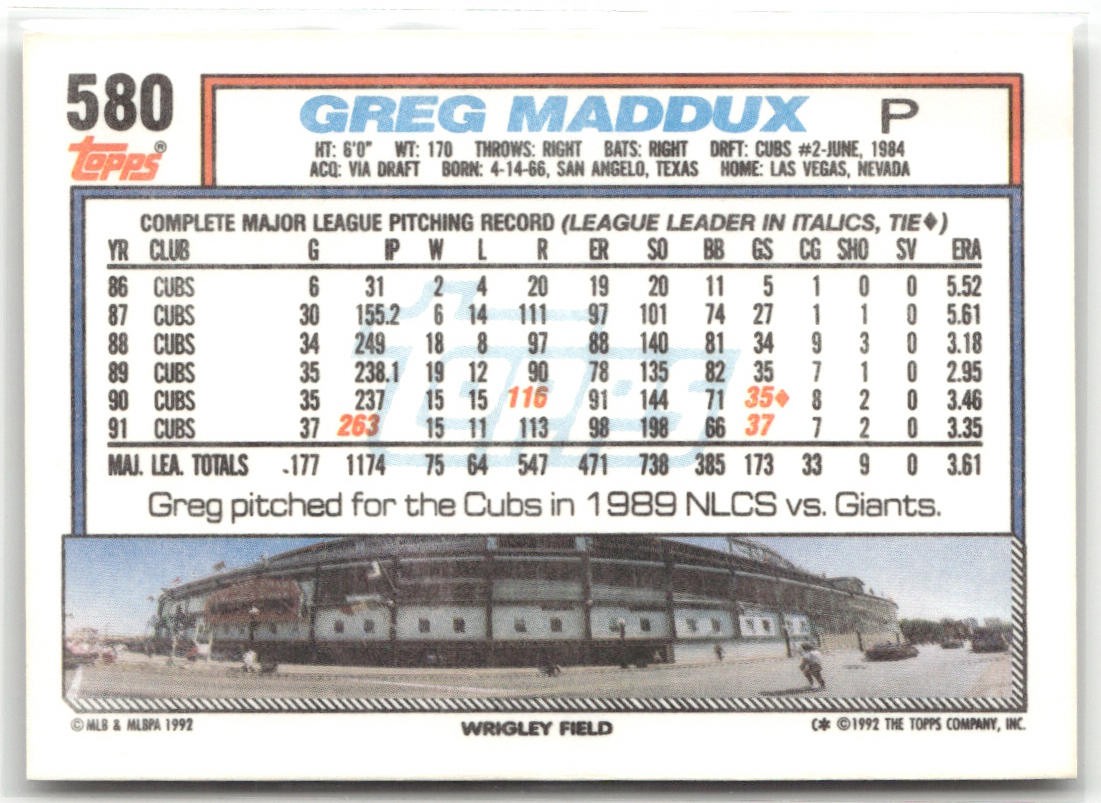 580
topps®
GREG MADDUX P
HT: 6'0" WT: 170 THROWS: RIGHT BATS: RIGHT DRFT: CUBS #2-JUNE, 1984
ACQ: VIA DRAFT BORN: 4-14-66, SAN ANGELO, TEXAS HOME: LAS VEGAS, NEVADA
COMPLETE MAJOR LEAGUE PITCHING RECORD (LEAGUE LEADER IN ITALICS, TIE♦)
YR CLUB G IP W L R ER SO BB GS CG SHO SV ERA
86 CUBS 6 31 2 4 20 19 20 11 5 1 0 0 5.52
87 CUBS 30 155.2 6 14 111 97 101 74 27 1 1 0 5.61
88 CUBS 34 249 18 8 97 88 140 81 34 9 3 0 3.18
89 CUBS 35 238.1 19 12 90 78 135 82 35 7 1 0 2.95
90 CUBS 35 237 15 15 116 91 144 71 35♦ 8 2 0 3.46
91 CUBS 37 263 15 11 113 98 198 66 37 7 2 0 3.35
MAJ. LEA. TOTALS 177 1174 75 64 547 471 738 385 173 33 9 0 3.61
topps
Greg pitched for the Cubs in 1989 NLCS vs. Giants.
© MLB & MLBPA 1992
WRIGLEY FIELD
C* ©1992 THE TOPPS COMPANY, INC.